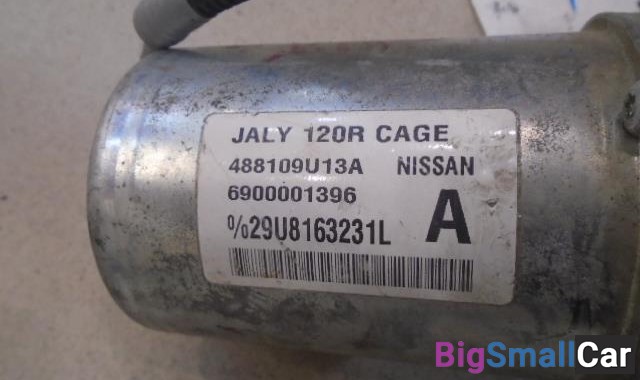 JALY 120R CAGE
488109U13A NISSAN
6900001396
%29U8163231L A
BigSmallCar